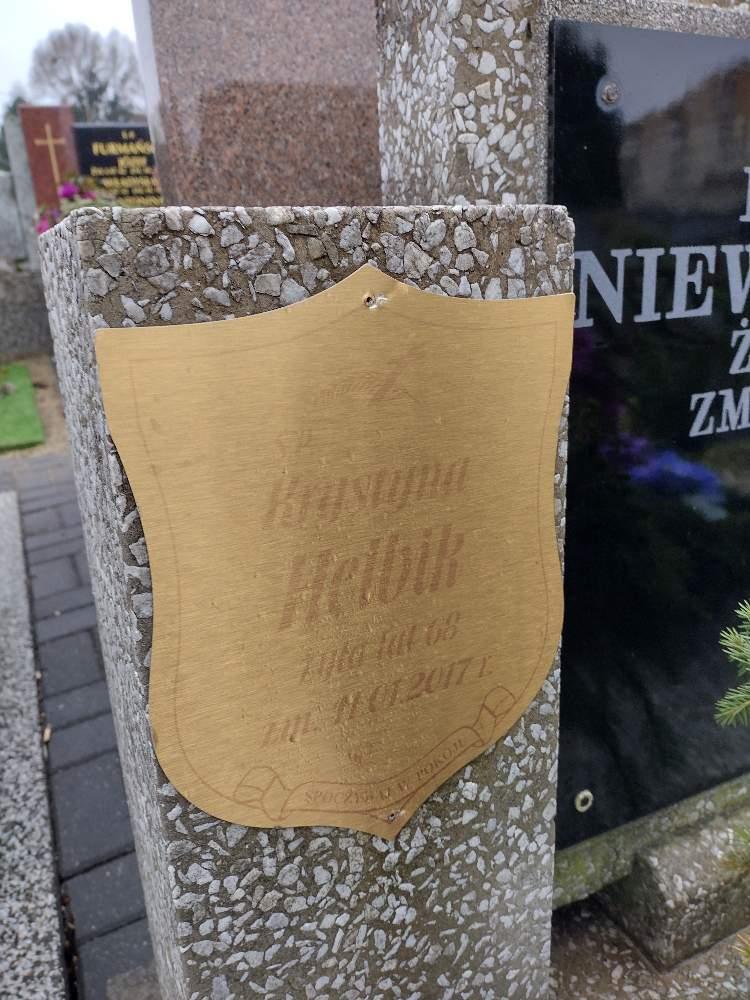 Krystyna
Helbik
żyła lat 68
zm. 11.01.2017 r.
SPOCZYWAJ W POKOJU
NIEW
Ż
ZM